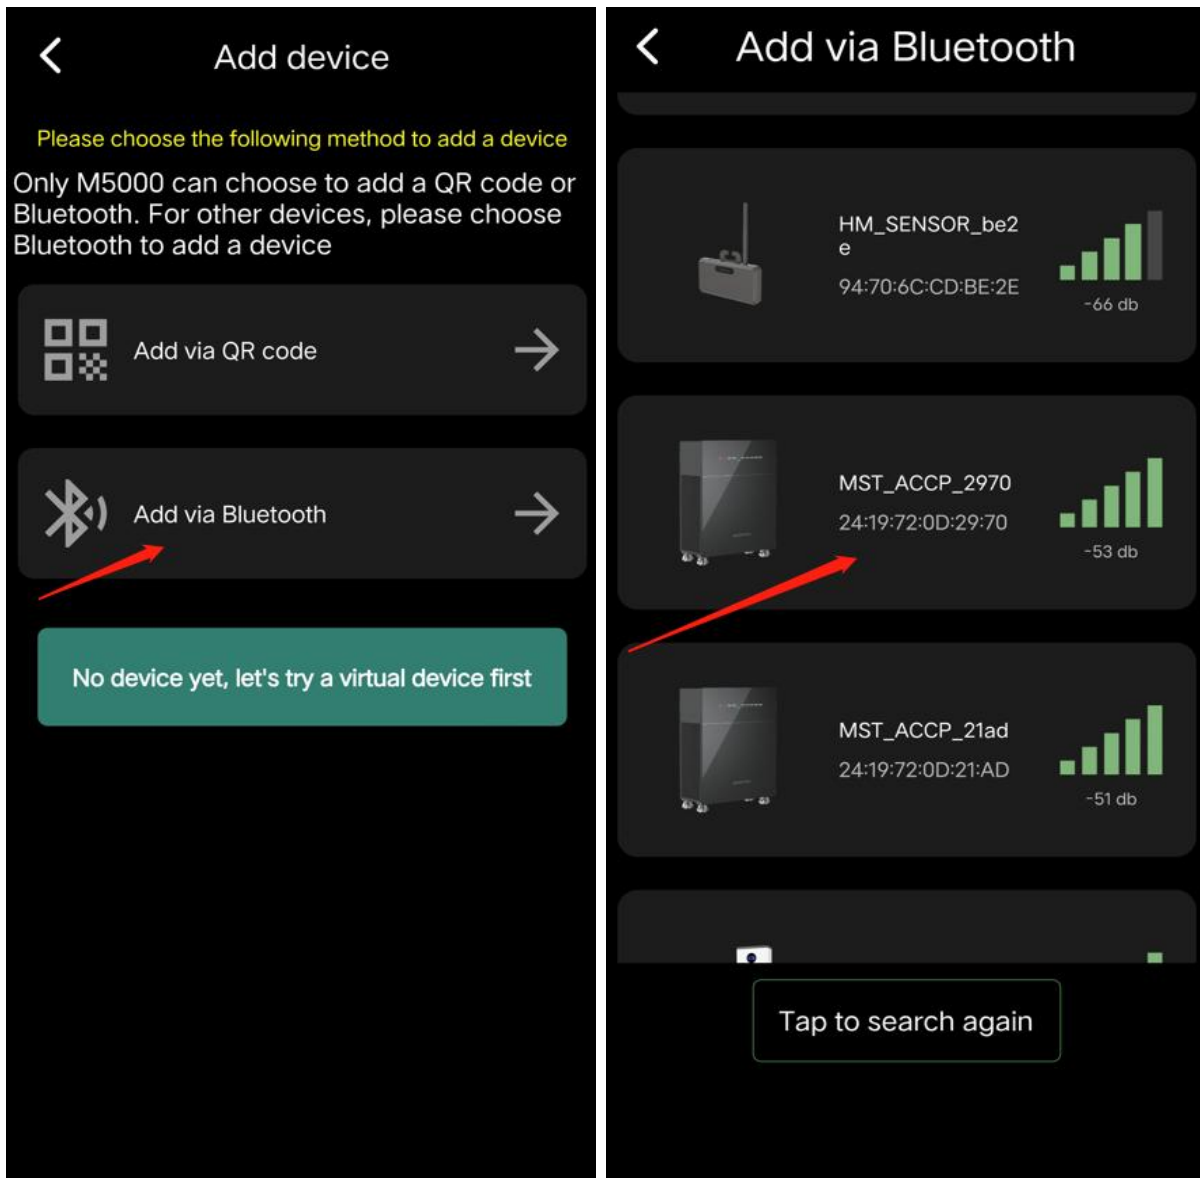 Add device
Please choose the following method to add a device
Only M5000 can choose to add a QR code or
Bluetooth. For other devices, please choose
Bluetooth to add a device
Add via QR code
Add via Bluetooth
No device yet, let's try a virtual device first
Add via Bluetooth
HM_SENSOR_be2
e
94:70:6C:CD:BE:2E
-66 db
MST_ACCP_2970
24:19:72:0D:29:70
-53 db
MST_ACCP_21ad
24:19:72:0D:21:AD
-51 db
Tap to search again